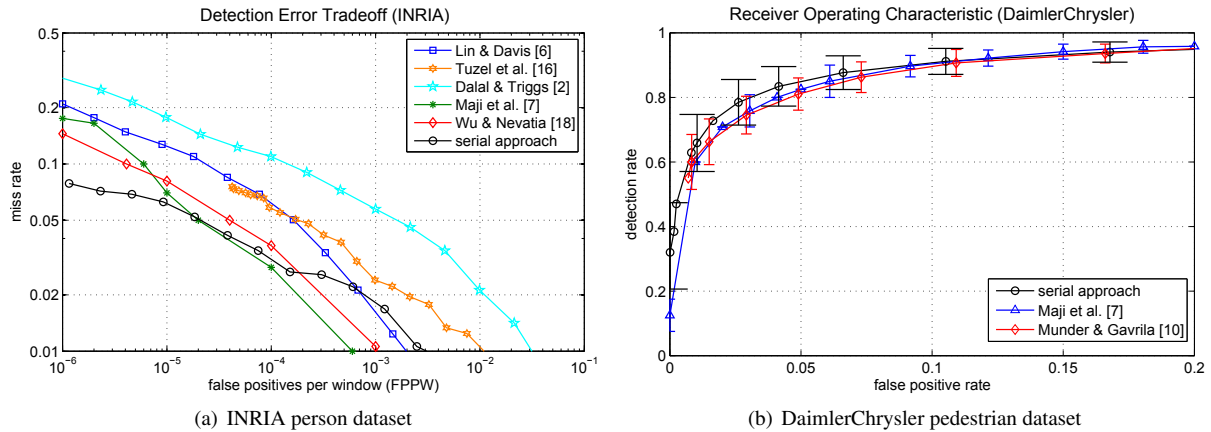 Detection Error Tradeoff (INRIA)
0.5
0.2
0.1
0.05
0.02
0.01
miss rate
10⁻⁶
10⁻⁵
10⁻⁴
10⁻³
10⁻²
10⁻¹
false positives per window (FPPW)
Lin & Davis [6]
Tuzel et al. [16]
Dalal & Triggs [2]
Maji et al. [7]
Wu & Nevatia [18]
serial approach
(a) INRIA person dataset
Receiver Operating Characteristic (DaimlerChrysler)
1
0.8
0.6
0.4
0.2
0
detection rate
0
0.05
0.1
0.15
0.2
false positive rate
serial approach
Maji et al. [7]
Munder & Gavrila [10]
(b) DaimlerChrysler pedestrian dataset